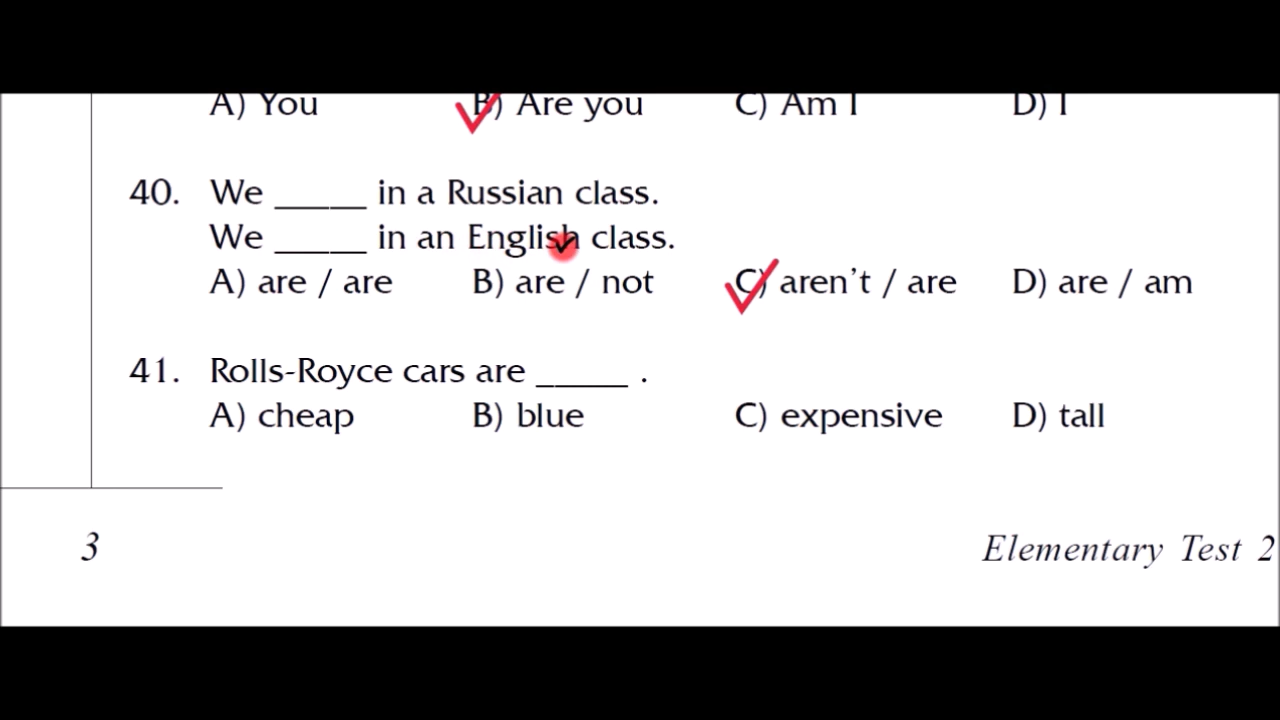 A) You B) Are you C) Am I D) I
40. We _____ in a Russian class.
We _____ in an English class.
A) are / are B) are / not C) aren't / are D) are / am
41. Rolls-Royce cars are _____ .
A) cheap B) blue C) expensive D) tall
3 Elementary Test 2